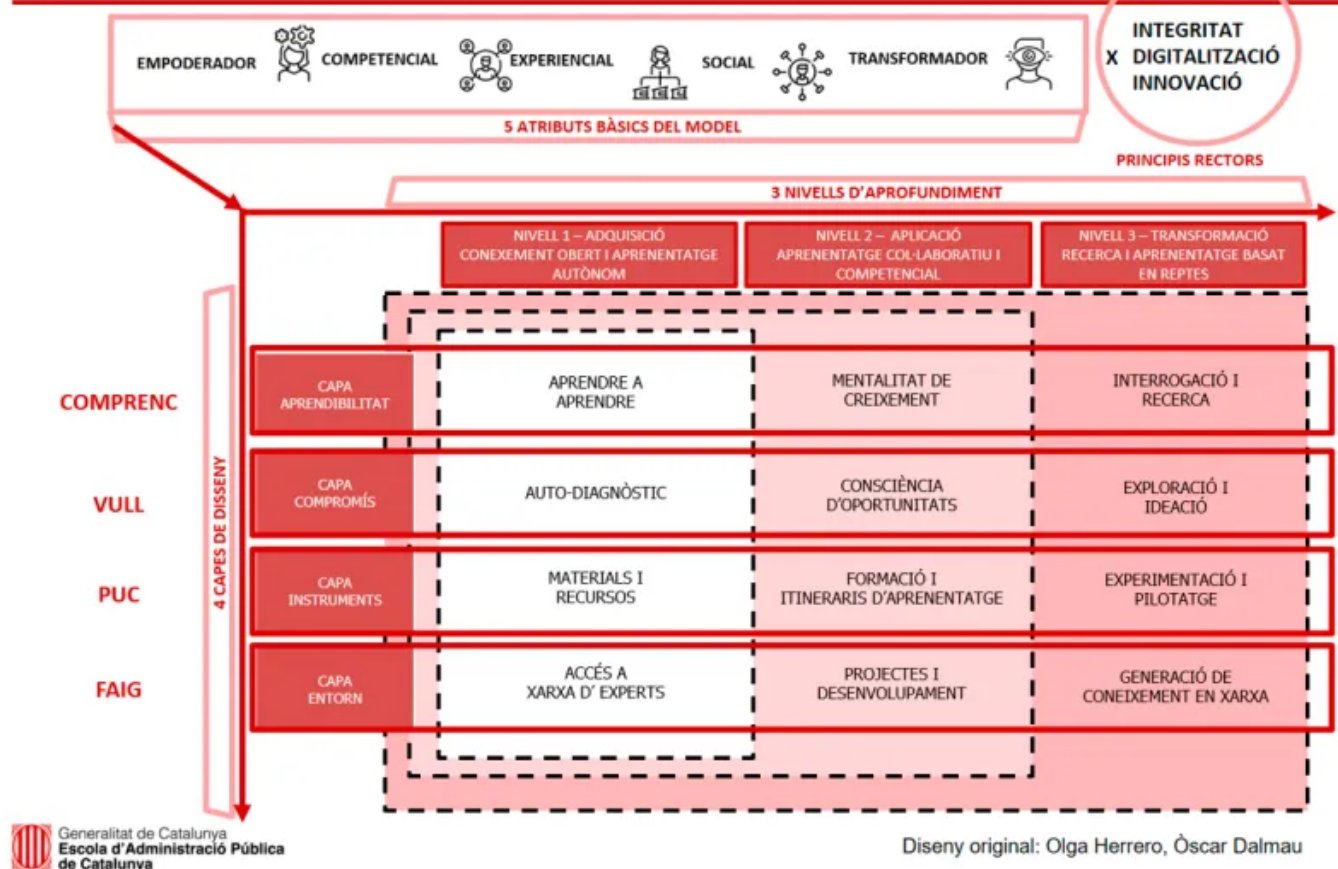 EMPODERADOR
COMPETENCIAL
EXPERIENCIAL
SOCIAL
TRANSFORMADOR
INTEGRITAT
X DIGITALITZACIÓ
INNOVACIÓ
5 ATRIBUTS BÀSICS DEL MODEL
PRINCIPIS RECTORS
3 NIVELLS D'APROFUNDIMENT
NIVELL 1 – ADQUISICIÓ
CONEXEMENT OBERT I APRENENTATGE
AUTÒNOM
NIVELL 2 – APLICACIÓ
APRENENTATGE COL·LABORATIU I
COMPETENCIAL
NIVELL 3 – TRANSFORMACIÓ
RECERCA I APRENENTATGE BASAT
EN REPTES
4 CAPES DE DISSENY
COMPRENC
CAPA
APRENDIBILITAT
APRENDRE A
APRENDRE
MENTALITAT DE
CREIXEMENT
INTERROGACIÓ I
RECERCA
VULL
CAPA
COMPROMÍS
AUTO-DIAGNÒSTIC
CONSCIÈNCIA
D'OPORTUNITATS
EXPLORACIÓ I
IDEACIÓ
PUC
CAPA
INSTRUMENTS
MATERIALS I
RECURSOS
FORMACIÓ I
ITINERARIS D'APRENENTATGE
EXPERIMENTACIÓ I
PILOTATGE
FAIG
CAPA
ENTORN
ACCÉS A
XARXA D' EXPERTS
PROJECTES I
DESENVOLUPAMENT
GENERACIÓ DE
CONEIXEMENT EN XARXA
Generalitat de Catalunya
Escola d'Administració Pública
de Catalunya
Diseny original: Olga Herrero, Òscar Dalmau